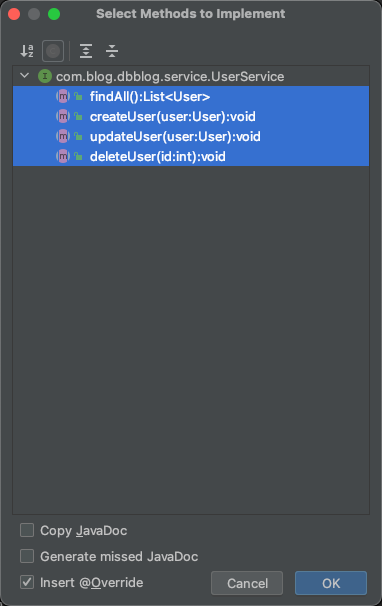 Select Methods to Implement
com.blog.dbblog.service.UserService
findAll():List<User>
createUser(user:User):void
updateUser(user:User):void
deleteUser(id:int):void
Copy JavaDoc
Generate missed JavaDoc
Insert @Override
Cancel
OK